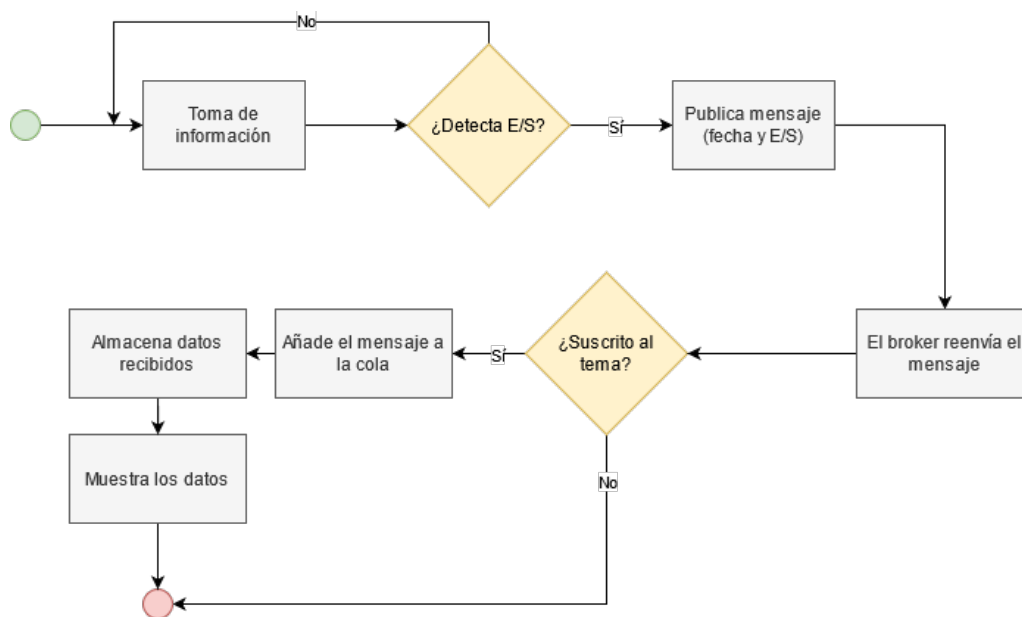 No
Toma de
información
¿Detecta E/S?
Sí
Publica mensaje
(fecha y E/S)
El broker reenvía el
mensaje
¿Suscrito al
tema?
Sí
Añade el mensaje a
la cola
Almacena datos
recibidos
Muestra los datos
No